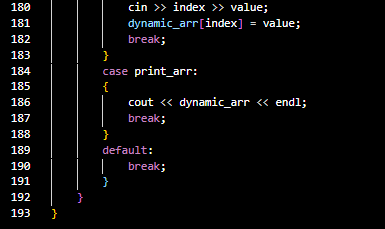 180 cin >> index >> value;
181 dynamic_arr[index] = value;
182 break;
183 }
184 case print_arr:
185 {
186 cout << dynamic_arr << endl;
187 break;
188 }
189 default:
190 break;
191 }
192 }
193 }